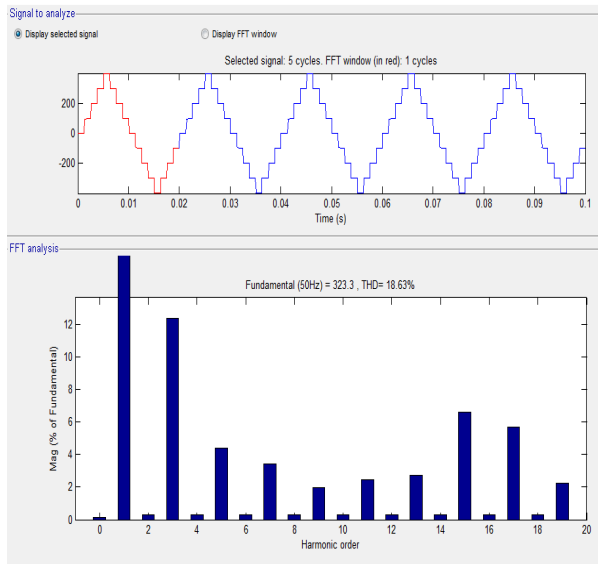 Signal to analyze
Display selected signal Display FFT window
Selected signal: 5 cycles. FFT window (in red): 1 cycles
200
0
-200
0 0.01 0.02 0.03 0.04 0.05 0.06 0.07 0.08 0.09 0.1
Time (s)
FFT analysis
Fundamental (50Hz) = 323.3 , THD= 18.63%
Mag (% of Fundamental)
12
10
8
6
4
2
0
0 2 4 6 8 10 12 14 16 18 20
Harmonic order